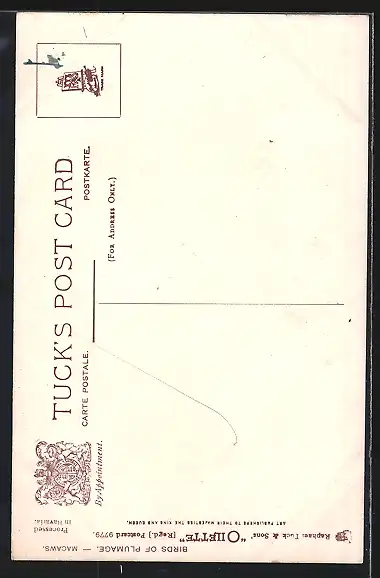 TUCK'S POST CARD
CARTE POSTALE.
POSTKARTE.
(For Address Only.)
By Appointment.
Processed
in Bavaria.
BIRDS OF PLUMAGE. — MACAWS.
Raphael Tuck & Sons' "OILETTE" [Regd.] Postcard 9779.
ART PUBLISHERS TO THEIR MAJESTIES THE KING AND QUEEN.